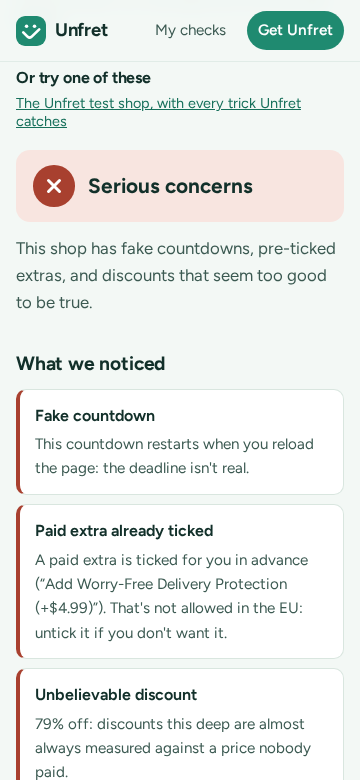 Unfret
My checks
Get Unfret
Or try one of these
The Unfret test shop, with every trick Unfret
catches
Serious concerns
This shop has fake countdowns, pre-ticked
extras, and discounts that seem too good
to be true.
What we noticed
Fake countdown
This countdown restarts when you reload
the page: the deadline isn't real.
Paid extra already ticked
A paid extra is ticked for you in advance
(“Add Worry-Free Delivery Protection
(+$4.99)”). That's not allowed in the EU:
untick it if you don't want it.
Unbelievable discount
79% off: discounts this deep are almost
always measured against a price nobody
paid.